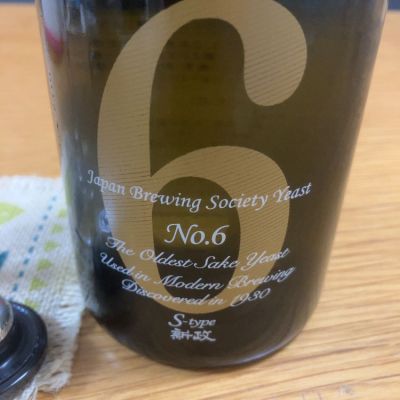 6
Japan Brewing Society Yeast
No.6
The Oldest Sake Yeast
Used in Modern Brewing
Discovered in 1930
S-type
新政